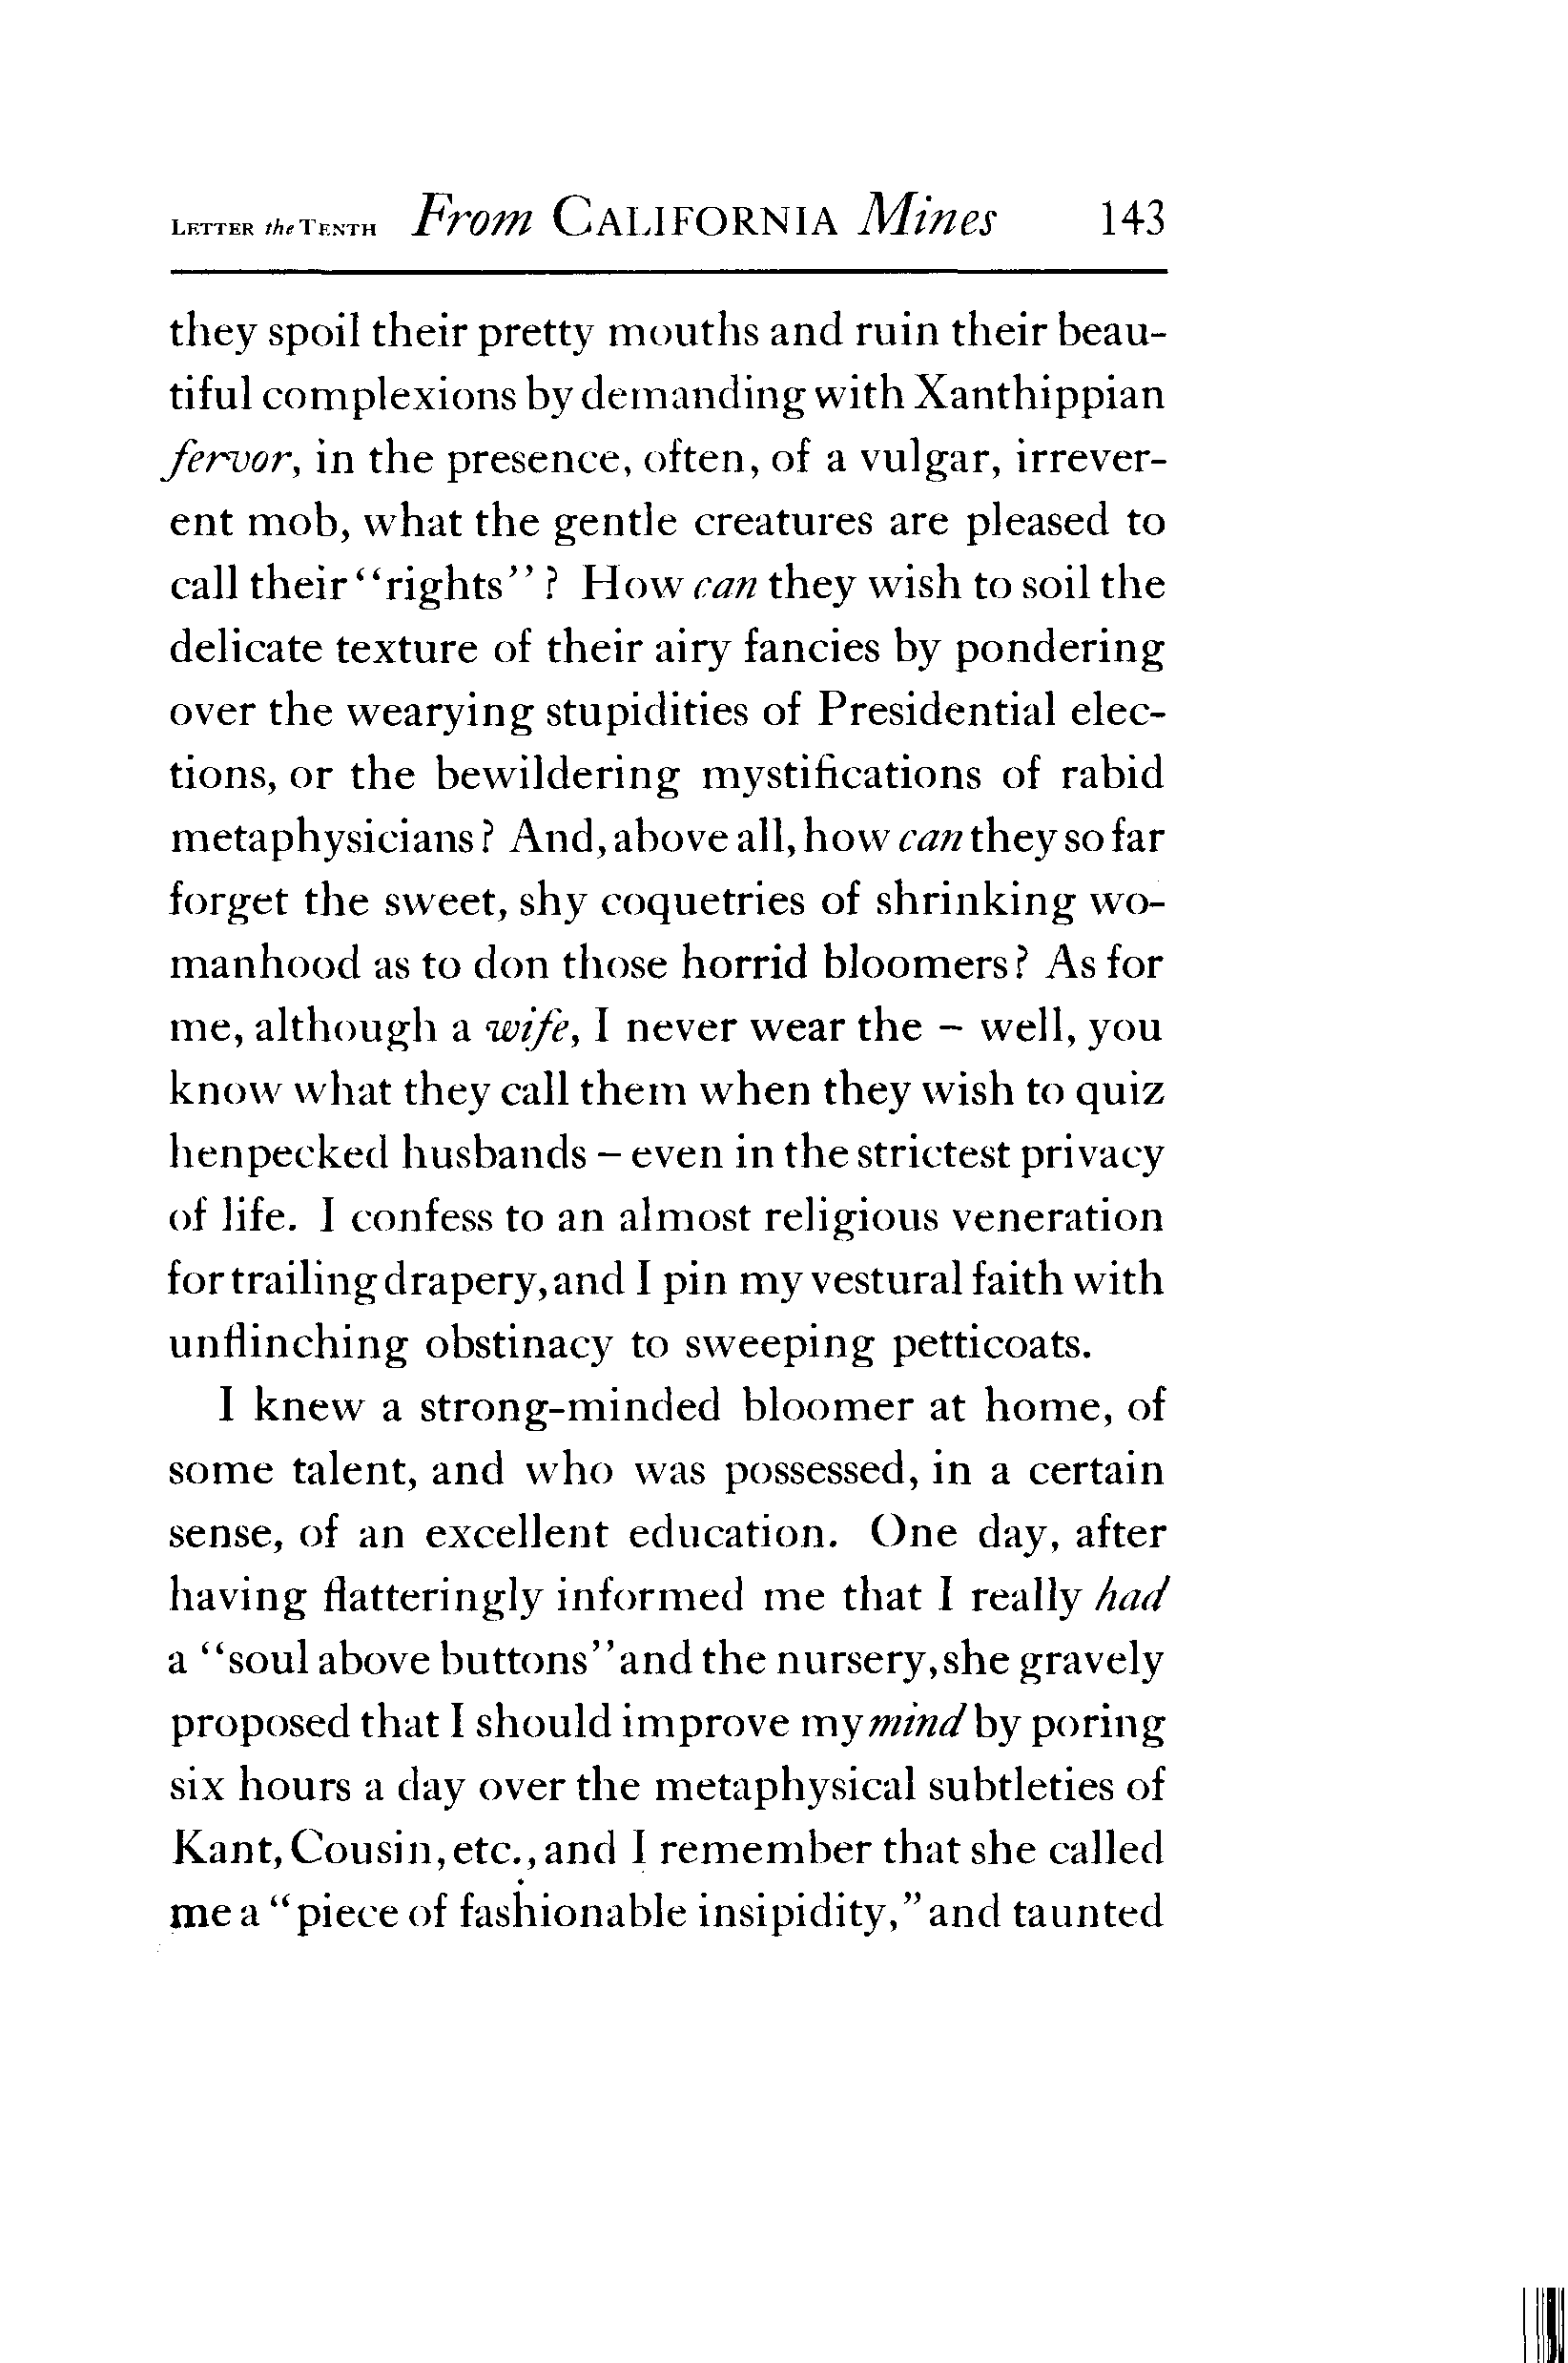 LETTER the TENTH From CALIFORNIA Mines 143
they spoil their pretty mouths and ruin their beau-
tiful complexions by demanding with Xanthippian
fervor, in the presence, often, of a vulgar, irrever-
ent mob, what the gentle creatures are pleased to
call their "rights"? How can they wish to soil the
delicate texture of their airy fancies by pondering
over the wearying stupidities of Presidential elec-
tions, or the bewildering mystifications of rabid
metaphysicians? And, above all, how can they so far
forget the sweet, shy coquetries of shrinking wo-
manhood as to don those horrid bloomers? As for
me, although a wife, I never wear the – well, you
know what they call them when they wish to quiz
henpecked husbands – even in the strictest privacy
of life. I confess to an almost religious veneration
for trailing drapery, and I pin my vestural faith with
unflinching obstinacy to sweeping petticoats.
I knew a strong-minded bloomer at home, of
some talent, and who was possessed, in a certain
sense, of an excellent education. One day, after
having flatteringly informed me that I really had
a "soul above buttons" and the nursery, she gravely
proposed that I should improve my mind by poring
six hours a day over the metaphysical subtleties of
Kant, Cousin, etc., and I remember that she called
me a "piece of fashionable insipidity," and taunted